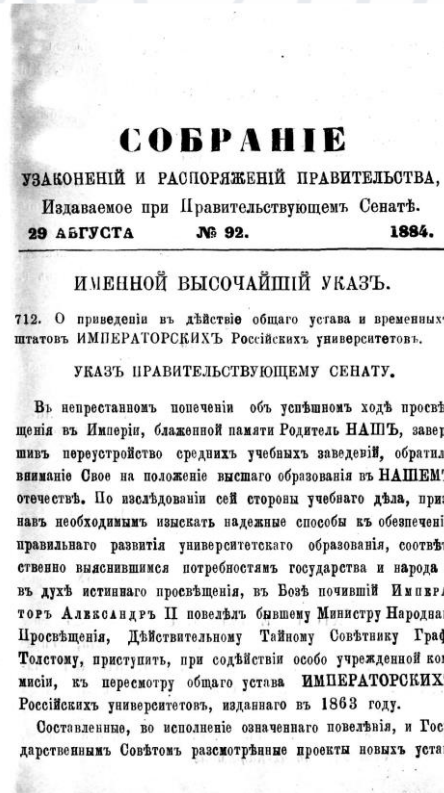 СОБРАНІЕ
УЗАКОНЕНІЙ И РАСПОРЯЖЕНІЙ ПРАВИТЕЛЬСТВА,
Издаваемое при Правительствующемъ Сенатѣ.
29 АВГУСТА № 92. 1884.
ИМЕННОЙ ВЫСОЧАЙШІЙ УКАЗЪ.
712. О приведеніи въ дѣйствіе общаго устава и временныхъ
штатовъ ИМПЕРАТОРСКИХЪ Россійскихъ университетовъ.
УКАЗЪ ПРАВИТЕЛЬСТВУЮЩЕМУ СЕНАТУ.
Въ непрестанномъ попеченіи объ успѣшномъ ходѣ просвѣ
щенія въ Имперіи, блаженной памяти Родитель НАШЪ, завер
шивъ переустройство среднихъ учебныхъ заведеній, обратил
вниманіе Свое на положеніе высшаго образованія въ НАШЕМЪ
отечествѣ. По изслѣдованіи сей стороны учебнаго дѣла, приз
навъ необходимымъ изыскать надежные способы къ обезпечені
правильнаго развитія университетскаго образованія, соотвѣт
ственно выяснившимся потребностямъ государства и народа
въ духѣ истиннаго просвѣщенія, въ Бозѣ почившій ИМПЕРА
ТОРЪ АЛЕКСАНДРЪ II повелѣлъ бывшему Министру Народна
Просвѣщенія, Дѣйствительному Тайному Совѣтнику Граф
Толстому, приступить, при содѣйствіи особо учрежденной ком
мисіи, къ пересмотру общаго устава ИМПЕРАТОРСКИХЪ
Россійскихъ университетовъ, изданнаго въ 1863 году.
Составленные, во исполненіе означеннаго повелѣнія, и Гос
дарственнымъ Совѣтомъ разсмотрѣнные проекты новыхъ уста